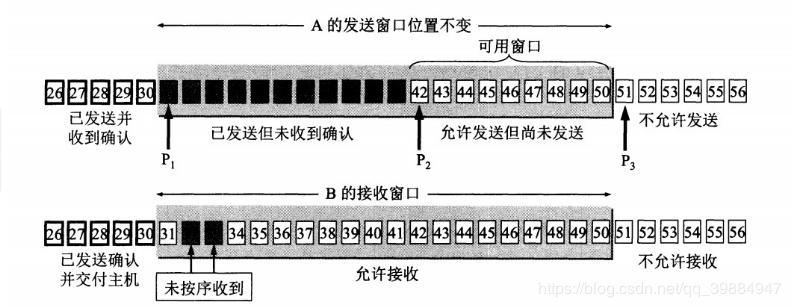 A 的发送窗口位置不变
可用窗口
26 27 28 29 30 42 43 44 45 46 47 48 49 50 51 52 53 54 55 56
已发送并
收到确认
已发送但未收到确认
允许发送但尚未发送
不允许发送
P1
P2
P3
B 的接收窗口
26 27 28 29 30 31 34 35 36 37 38 39 40 41 42 43 44 45 46 47 48 49 50 51 52 53 54 55 56
已发送确认
并交付主机
未按序收到
允许接收
不允许接收
https://blog.csdn.net/qq_39884947